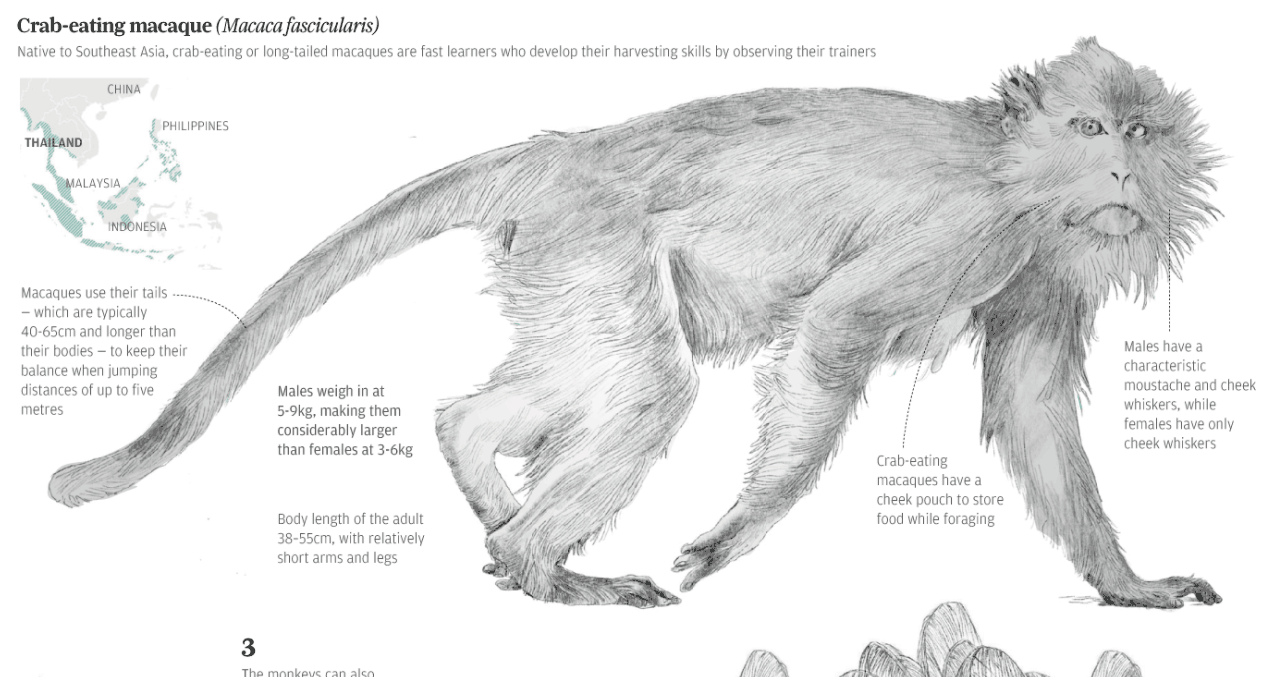 Crab-eating macaque (Macaca fascicularis)
Native to Southeast Asia, crab-eating or long-tailed macaques are fast learners who develop their harvesting skills by observing their trainers
CHINA
PHILIPPINES
THAILAND
MALAYSIA
INDONESIA
Macaques use their tails
– which are typically
40-65cm and longer than
their bodies – to keep their
balance when jumping
distances of up to five
metres
Males weigh in at
5-9kg, making them
considerably larger
than females at 3-6kg
Body length of the adult
38-55cm, with relatively
short arms and legs
Crab-eating
macaques have a
cheek pouch to store
food while foraging
Males have a
characteristic
moustache and cheek
whiskers, while
females have only
cheek whiskers
3
The monkeys can also